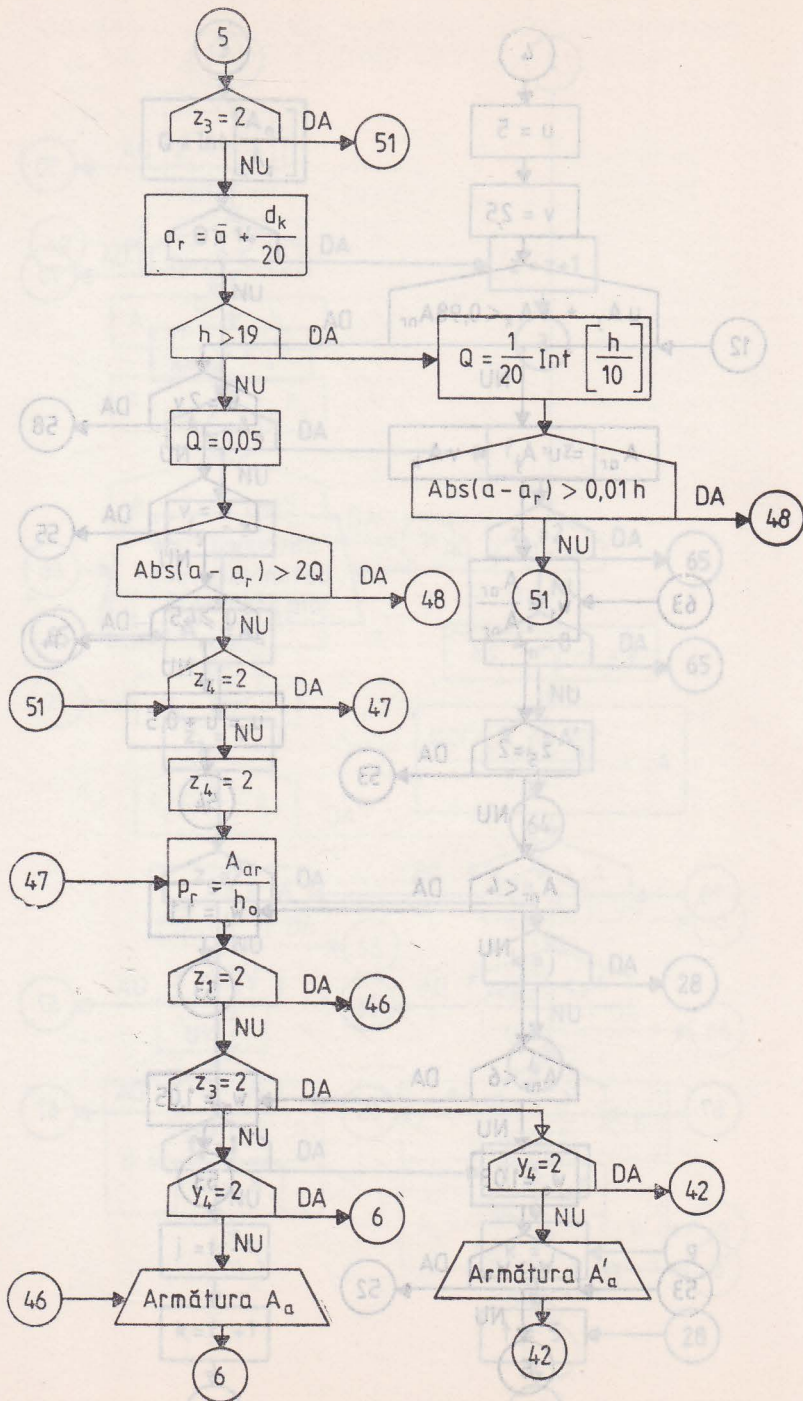 5
z₃ = 2
DA
51
NU
aᵣ = ā + dₖ/20
h > 19
DA
Q = 1/20 Int [h/10]
NU
Q = 0,05
Abs(a − aᵣ) > 0,01 h
DA
48
NU
51
Abs(a − aᵣ) > 2Q
DA
48
NU
51
z₄ = 2
DA
47
NU
z₄ = 2
47
pᵣ = Aₐᵣ/h₀
z₁ = 2
DA
46
NU
z₃ = 2
DA
NU
y₄ = 2
DA
42
NU
y₄ = 2
DA
6
NU
Armătura A'ₐ
42
46
Armătura Aₐ
6